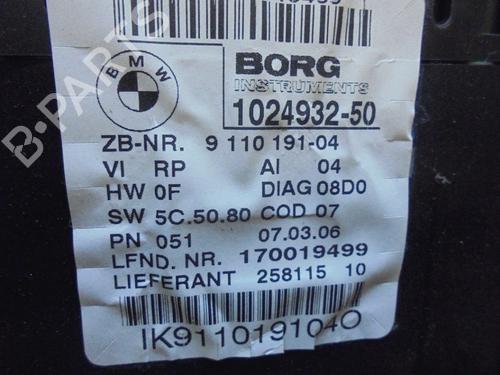 BMW
BORG
INSTRUMENTS
1024932-50
ZB-NR. 9 110 191-04
VI RP AI 04
HW 0F DIAG 08D0
SW 5C.50.80 COD 07
PN 051 07.03.06
LFND. NR. 170019499
LIEFERANT 258115 10
IK9110191040
B-PARTS